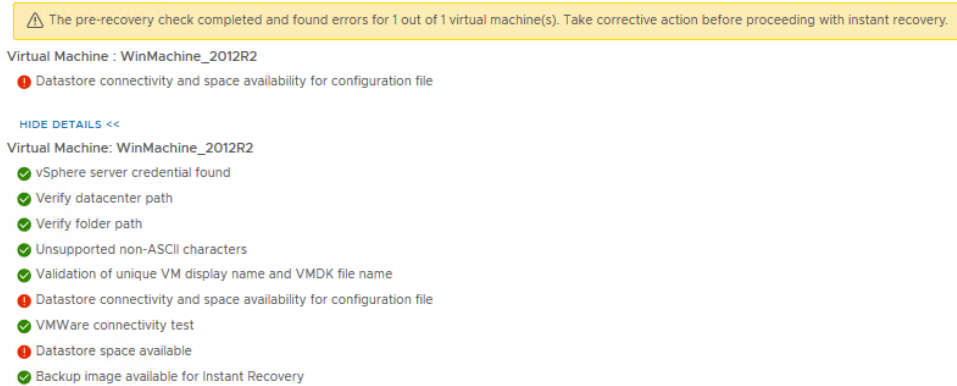 The pre-recovery check completed and found errors for 1 out of 1 virtual machine(s). Take corrective action before proceeding with instant recovery.
Virtual Machine : WinMachine_2012R2
Datastore connectivity and space availability for configuration file
HIDE DETAILS <<
Virtual Machine: WinMachine_2012R2
vSphere server credential found
Verify datacenter path
Verify folder path
Unsupported non-ASCII characters
Validation of unique VM display name and VMDK file name
Datastore connectivity and space availability for configuration file
VMWare connectivity test
Datastore space available
Backup image available for Instant Recovery